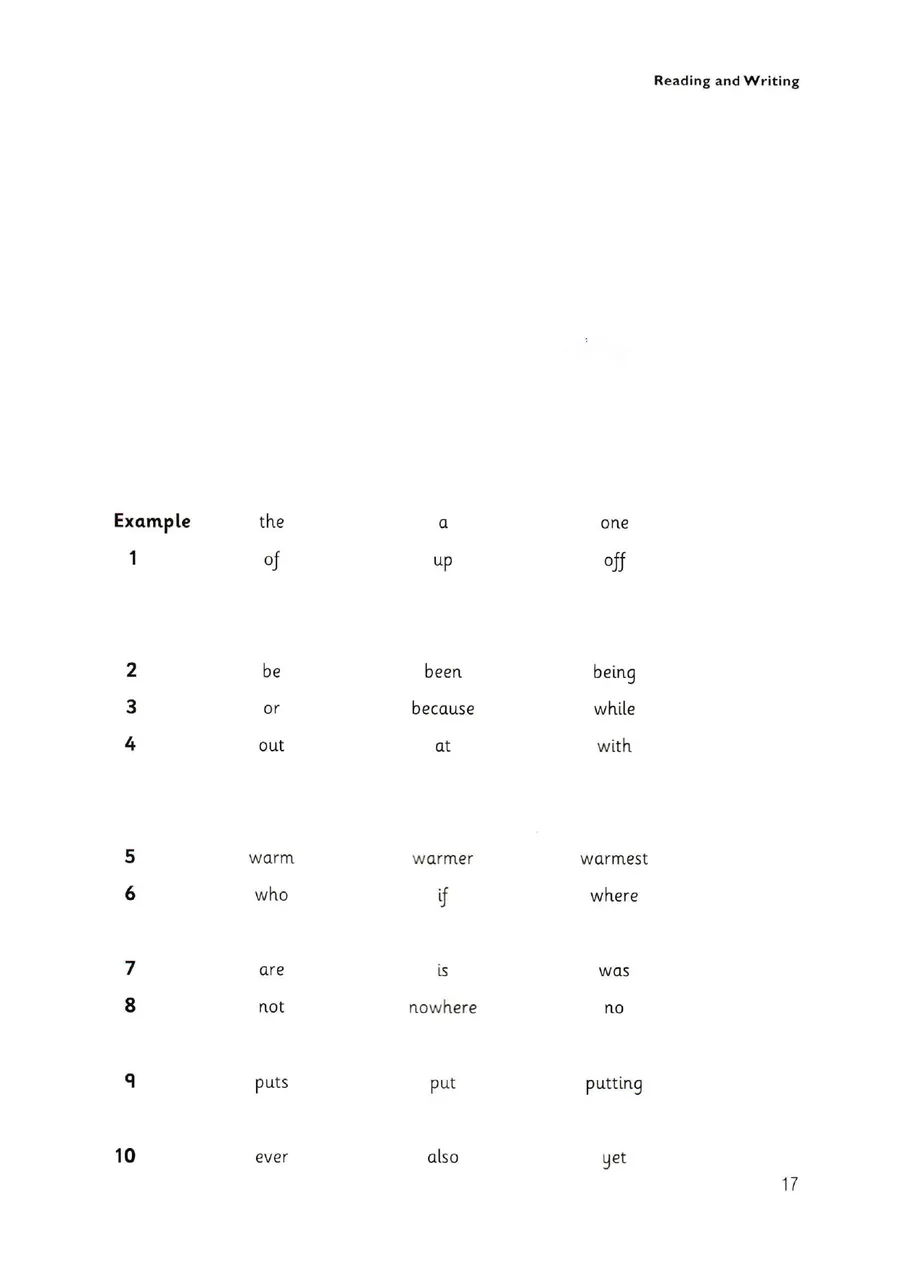 Reading and Writing
Example the a one
1 of up off
2 be been being
3 or because while
4 out at with
5 warm warmer warmest
6 who if where
7 are is was
8 not nowhere no
9 puts put putting
10 ever also yet
17